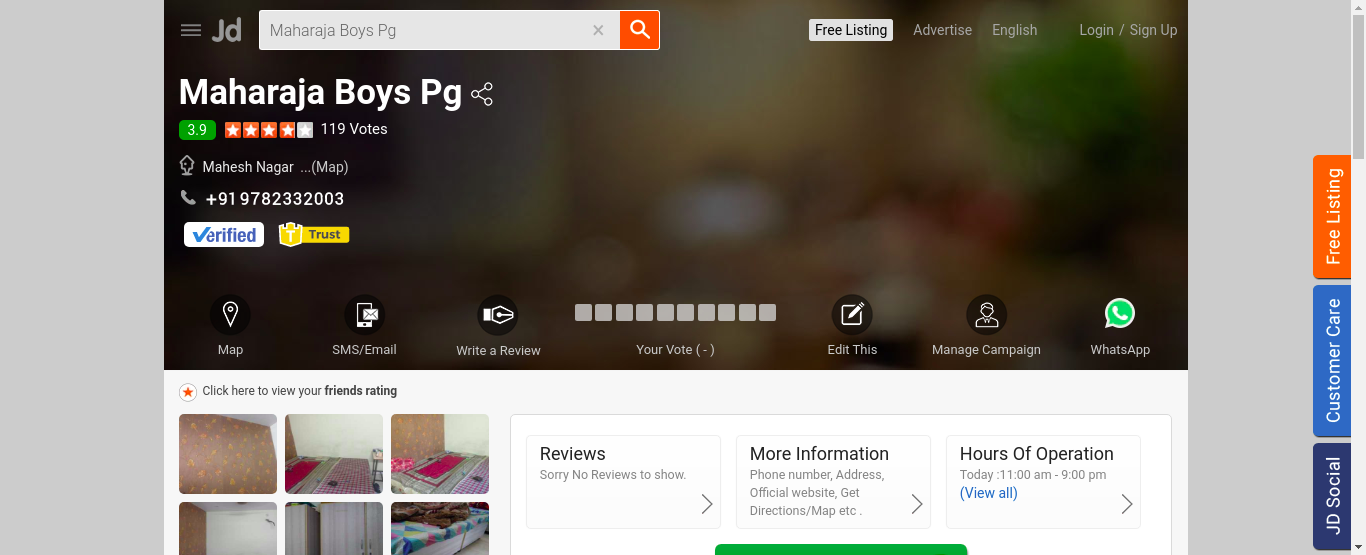 Jd
Maharaja Boys Pg
Free Listing
Advertise
English
Login / Sign Up
Maharaja Boys Pg
3.9
119 Votes
Mahesh Nagar ...(Map)
+91 9782332003
Verified
T Trust
Map
SMS/Email
Write a Review
Your Vote ( - )
Edit This
Manage Campaign
WhatsApp
Click here to view your friends rating
Reviews
Sorry No Reviews to show.
More Information
Phone number, Address,
Official website, Get
Directions/Map etc .
Hours Of Operation
Today :11:00 am - 9:00 pm
(View all)
Free Listing
Customer Care
JD Social